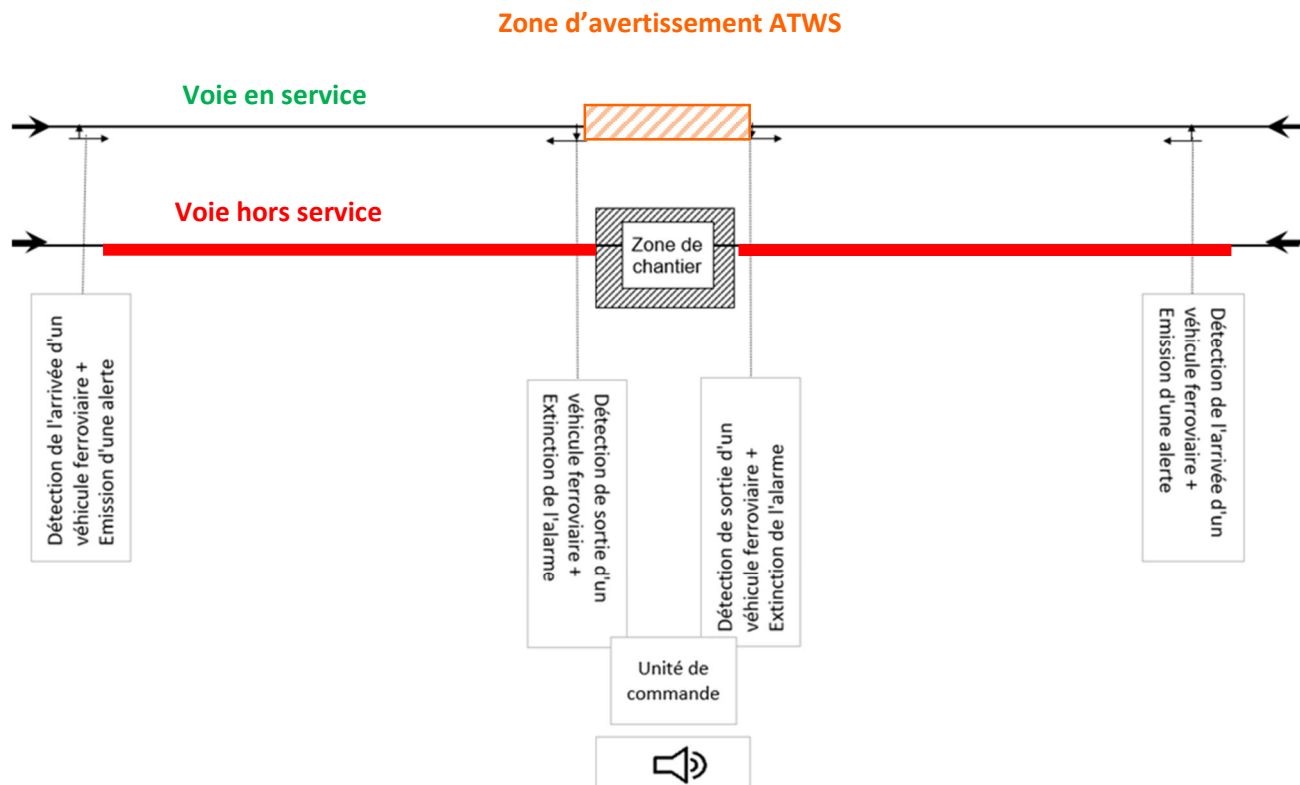 Zone d’avertissement ATWS
Voie en service
Voie hors service
Zone de
chantier
Détection de l'arrivée d'un
véhicule ferroviaire +
Emission d'une alerte
Détection de sortie d'un
véhicule ferroviaire +
Extinction de l'alarme
Détection de sortie d'un
véhicule ferroviaire +
Extinction de l'alarme
Détection de l'arrivée d'un
véhicule ferroviaire +
Emission d'une alerte
Unité de
commande